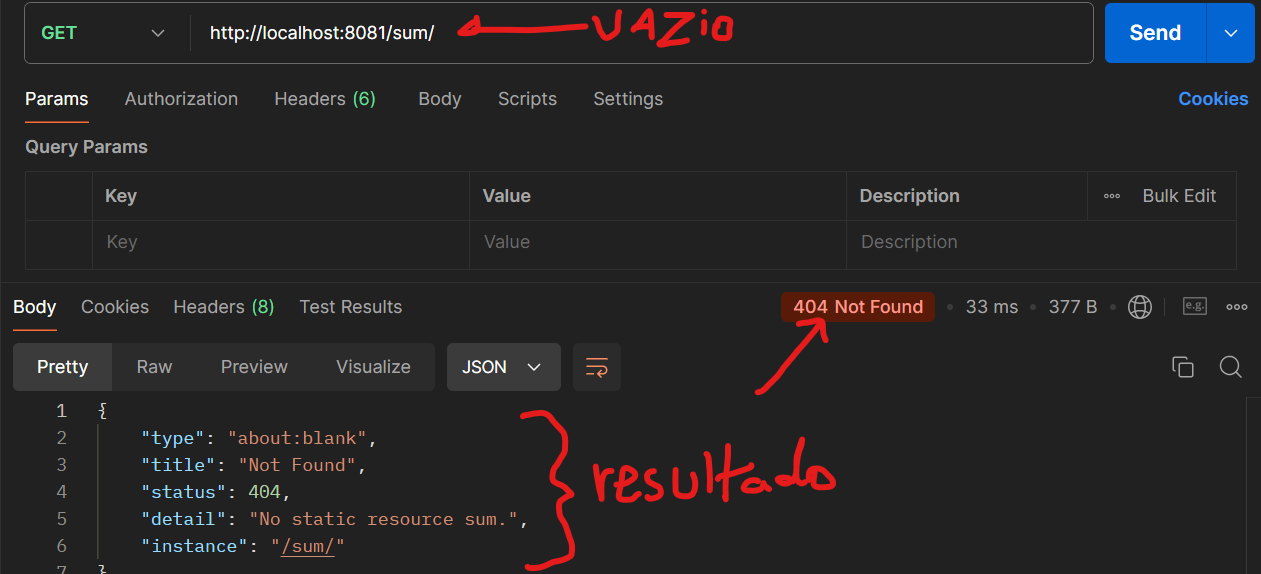 GET http://localhost:8081/sum/ VAZio Send
Params Authorization Headers (6) Body Scripts Settings Cookies
Query Params
Key Value Description Bulk Edit
Key Value Description
Body Cookies Headers (8) Test Results 404 Not Found 33 ms 377 B e.g.
Pretty Raw Preview Visualize JSON
1 {
2 "type": "about:blank",
3 "title": "Not Found",
4 "status": 404,
resultado
5 "detail": "No static resource sum.",
6 "instance": "/sum/"
7 }